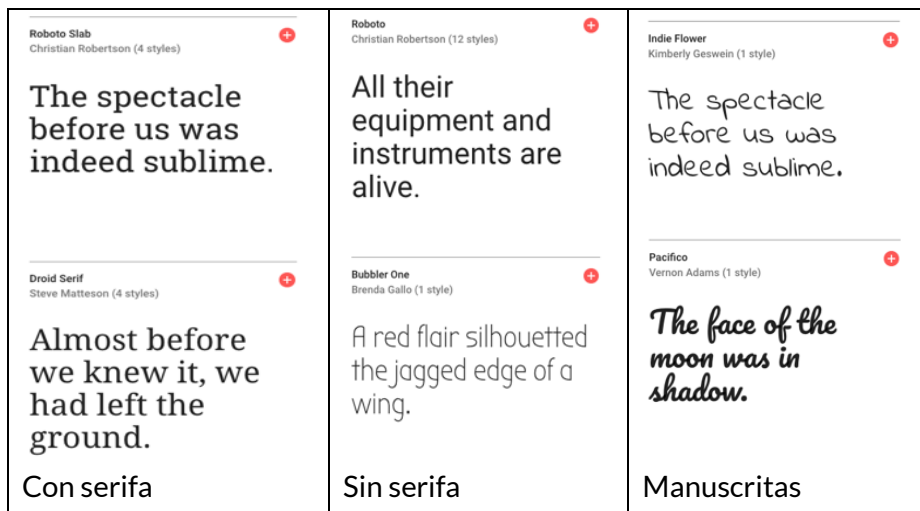 Roboto Slab
Christian Robertson (4 styles)
The spectacle
before us was
indeed sublime.
Droid Serif
Steve Matteson (4 styles)
Almost before
we knew it, we
had left the
ground.
Con serifa
Roboto
Christian Robertson (12 styles)
All their
equipment and
instruments are
alive.
Bubbler One
Brenda Gallo (1 style)
A red flair silhouetted
the jagged edge of a
wing.
Sin serifa
Indie Flower
Kimberly Geswein (1 style)
The spectacle
before us was
indeed sublime.
Pacifico
Vernon Adams (1 style)
The face of the
moon was in
shadow.
Manuscritas